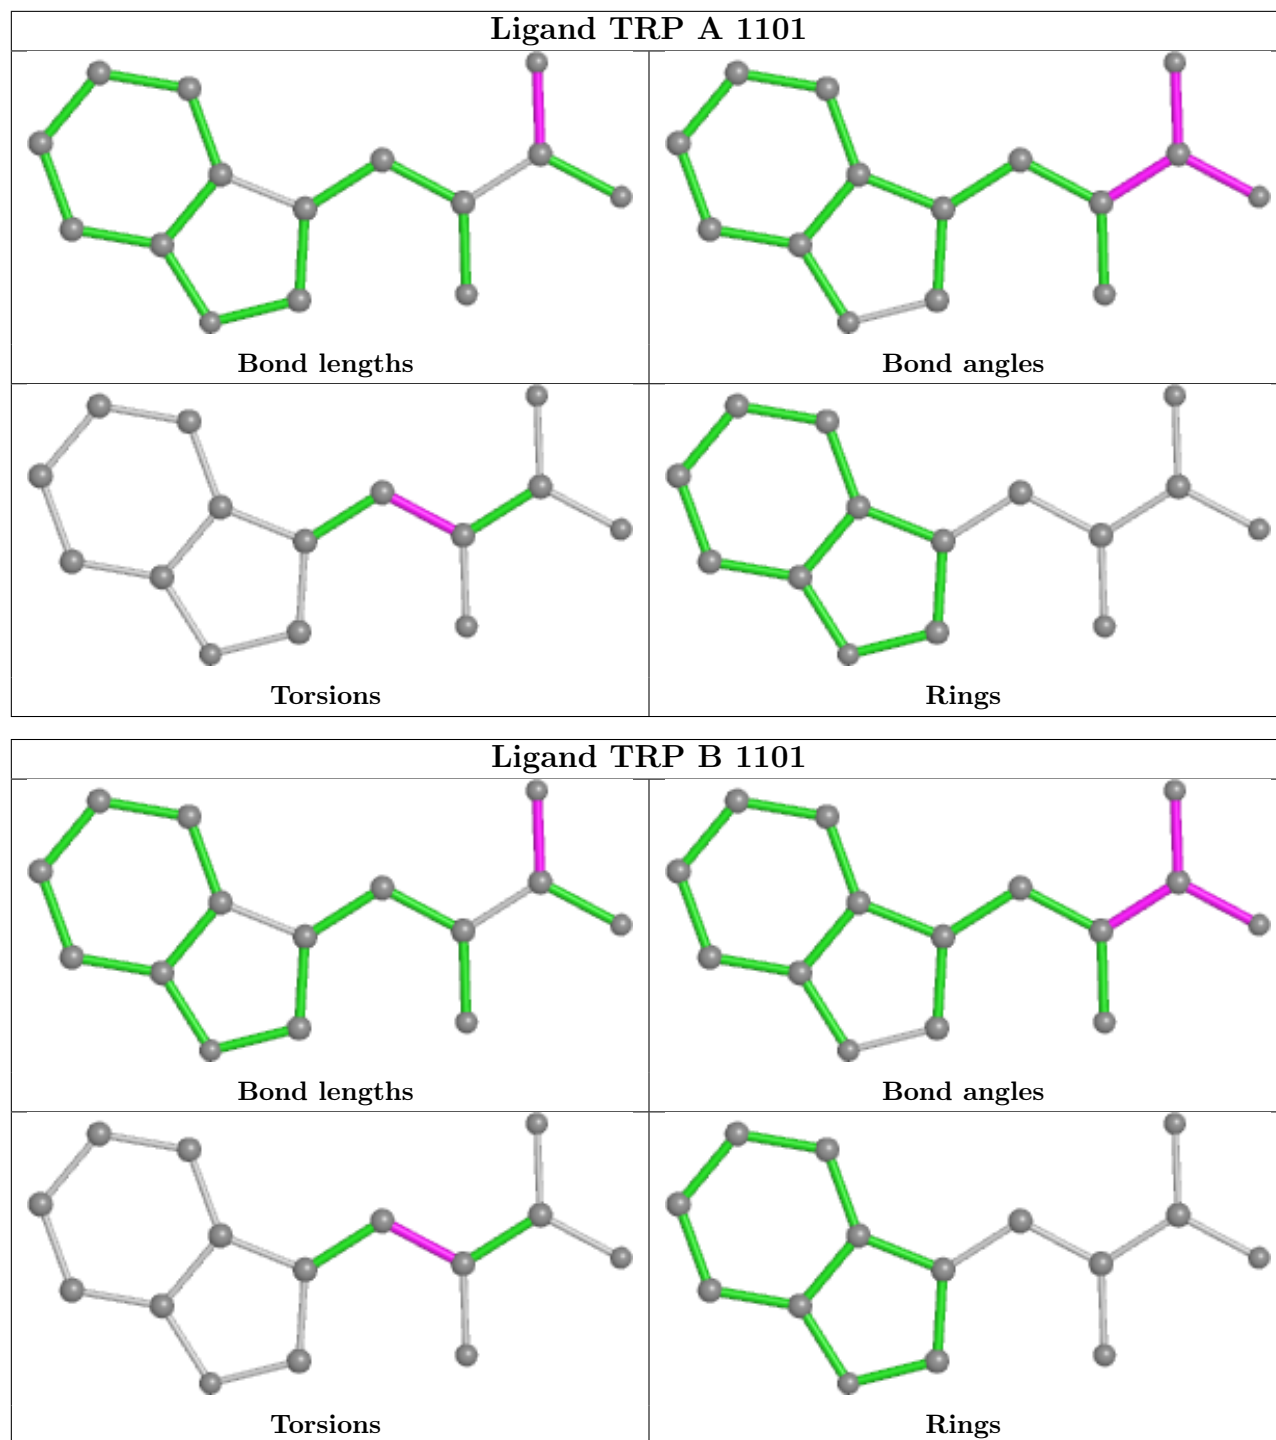 Ligand TRP A 1101
Bond lengths
Bond angles
Torsions
Rings
Ligand TRP B 1101
Bond lengths
Bond angles
Torsions
Rings